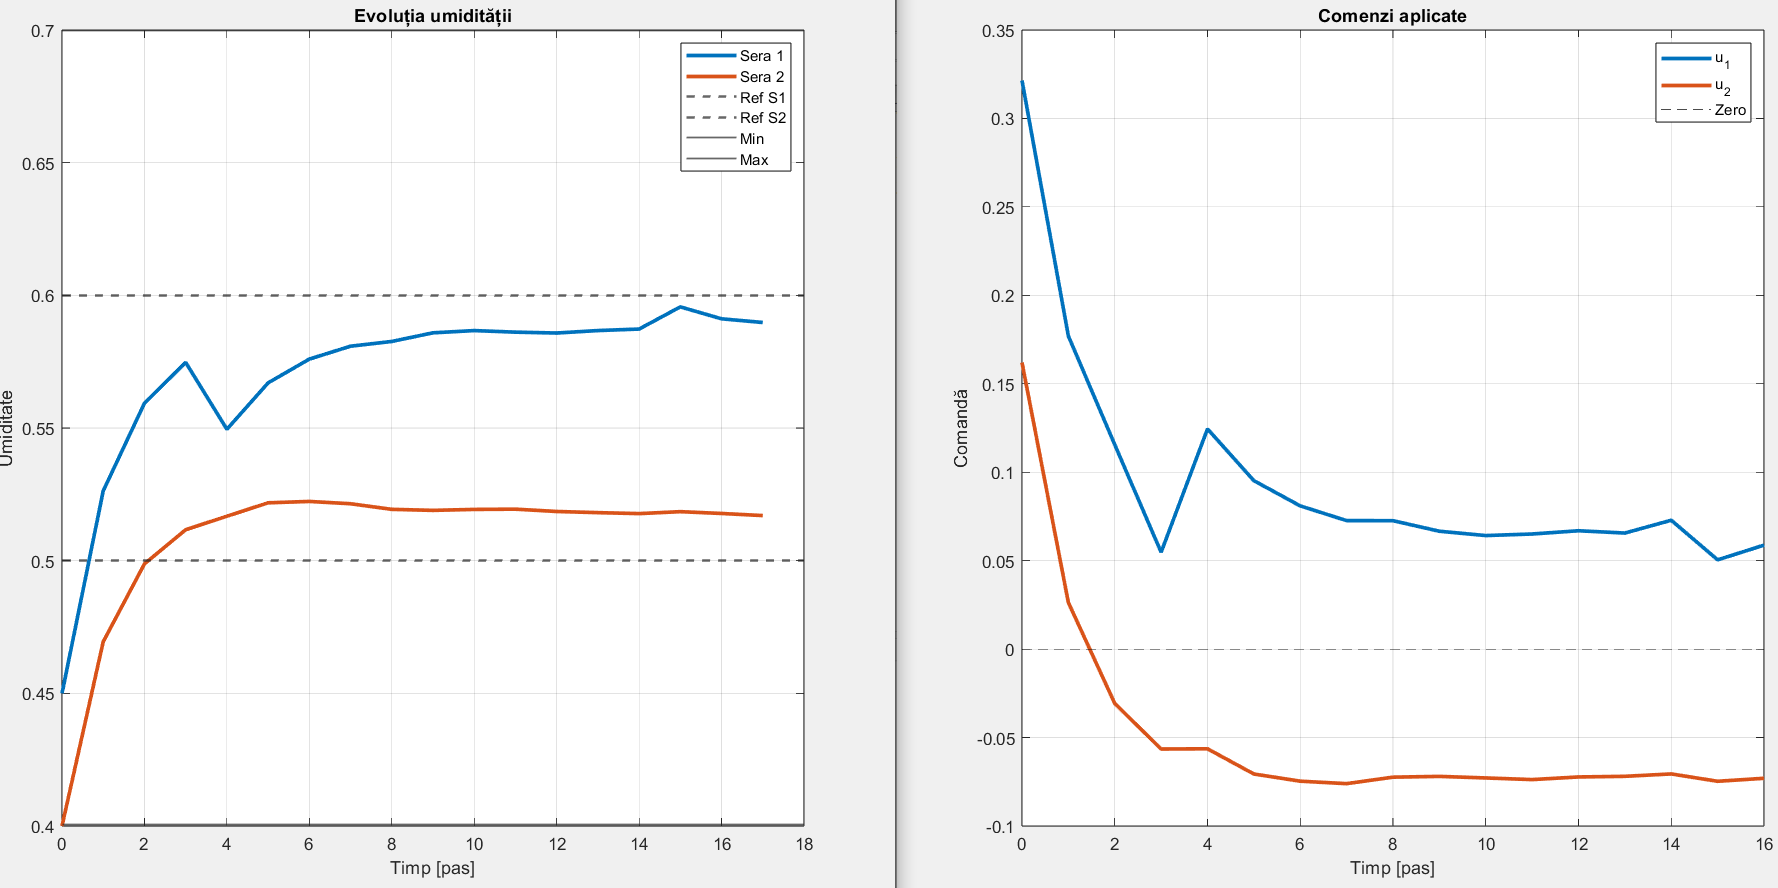 Evoluția umidității
0.7
0.65
0.6
0.55
0.5
0.45
0.4
Umiditate
0 2 4 6 8 10 12 14 16 18
Timp [pas]
Sera 1
Sera 2
Ref S1
Ref S2
Min
Max
Comenzi aplicate
0.35
0.3
0.25
0.2
0.15
0.1
0.05
0
-0.05
-0.1
Comandă
0 2 4 6 8 10 12 14 16
Timp [pas]
u1
u2
Zero